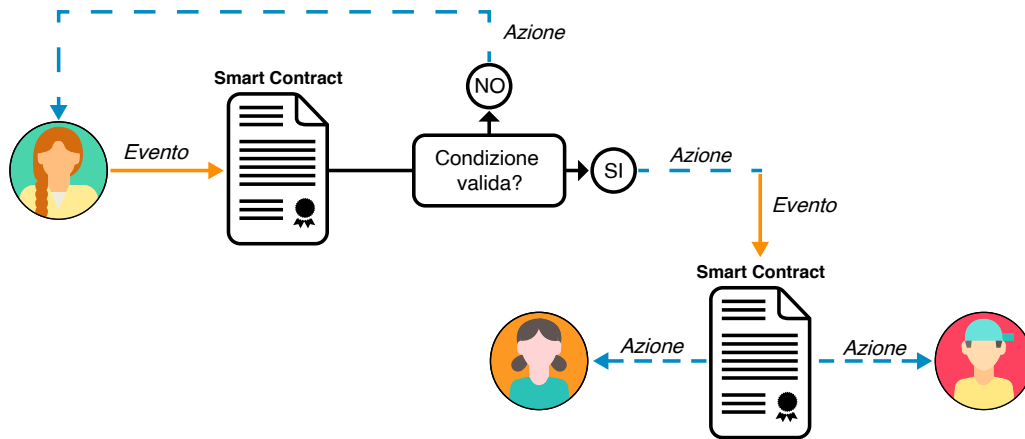 Azione
Smart Contract
NO
Evento
Condizione
valida?
SI
Azione
Evento
Smart Contract
Azione
Azione